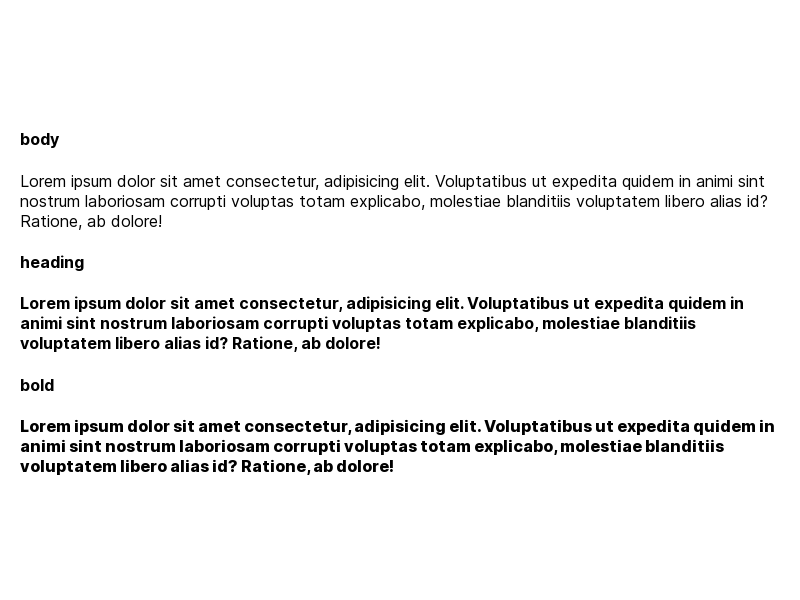 body
Lorem ipsum dolor sit amet consectetur, adipisicing elit. Voluptatibus ut expedita quidem in animi sint
nostrum laboriosam corrupti voluptas totam explicabo, molestiae blanditiis voluptatem libero alias id?
Ratione, ab dolore!
heading
Lorem ipsum dolor sit amet consectetur, adipisicing elit. Voluptatibus ut expedita quidem in
animi sint nostrum laboriosam corrupti voluptas totam explicabo, molestiae blanditiis
voluptatem libero alias id? Ratione, ab dolore!
bold
Lorem ipsum dolor sit amet consectetur, adipisicing elit. Voluptatibus ut expedita quidem in
animi sint nostrum laboriosam corrupti voluptas totam explicabo, molestiae blanditiis
voluptatem libero alias id? Ratione, ab dolore!